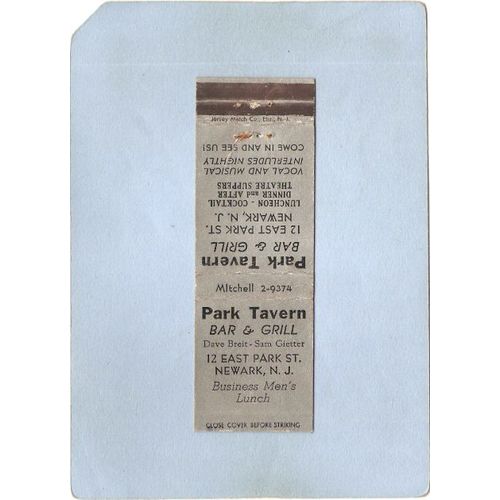 Jersey Match Co., Eliz., N. J.
Park Tavern
BAR & GRILL
12 EAST PARK ST.
NEWARK, N. J.
LUNCHEON - COCKTAIL
DINNER and AFTER
THEATRE SUPPERS
VOCAL AND MUSICAL
INTERLUDES NIGHTLY
COME IN AND SEE US!
MItchell 2-9374
Park Tavern
BAR & GRILL
Dave Breit - Sam Gietter
12 EAST PARK ST.
NEWARK, N. J.
Business Men's
Lunch
CLOSE COVER BEFORE STRIKING